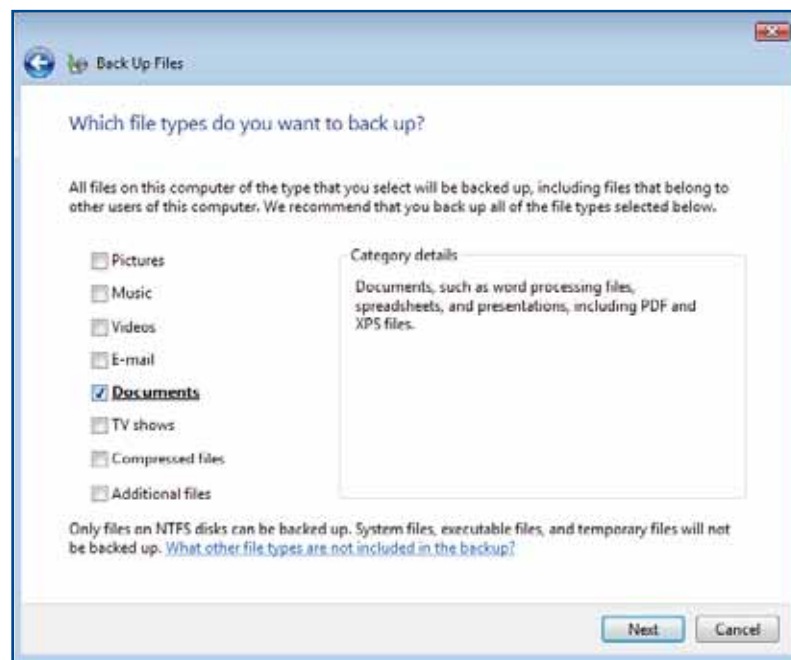 Back Up Files
Which file types do you want to back up?
All files on this computer of the type that you select will be backed up, including files that belong to
other users of this computer. We recommend that you back up all of the file types selected below.
Pictures
Music
Videos
E-mail
Documents
TV shows
Compressed files
Additional files
Category details
Documents, such as word processing files,
spreadsheets, and presentations, including PDF and
XPS files.
Only files on NTFS disks can be backed up. System files, executable files, and temporary files will not
be backed up. What other file types are not included in the backup?
Next
Cancel